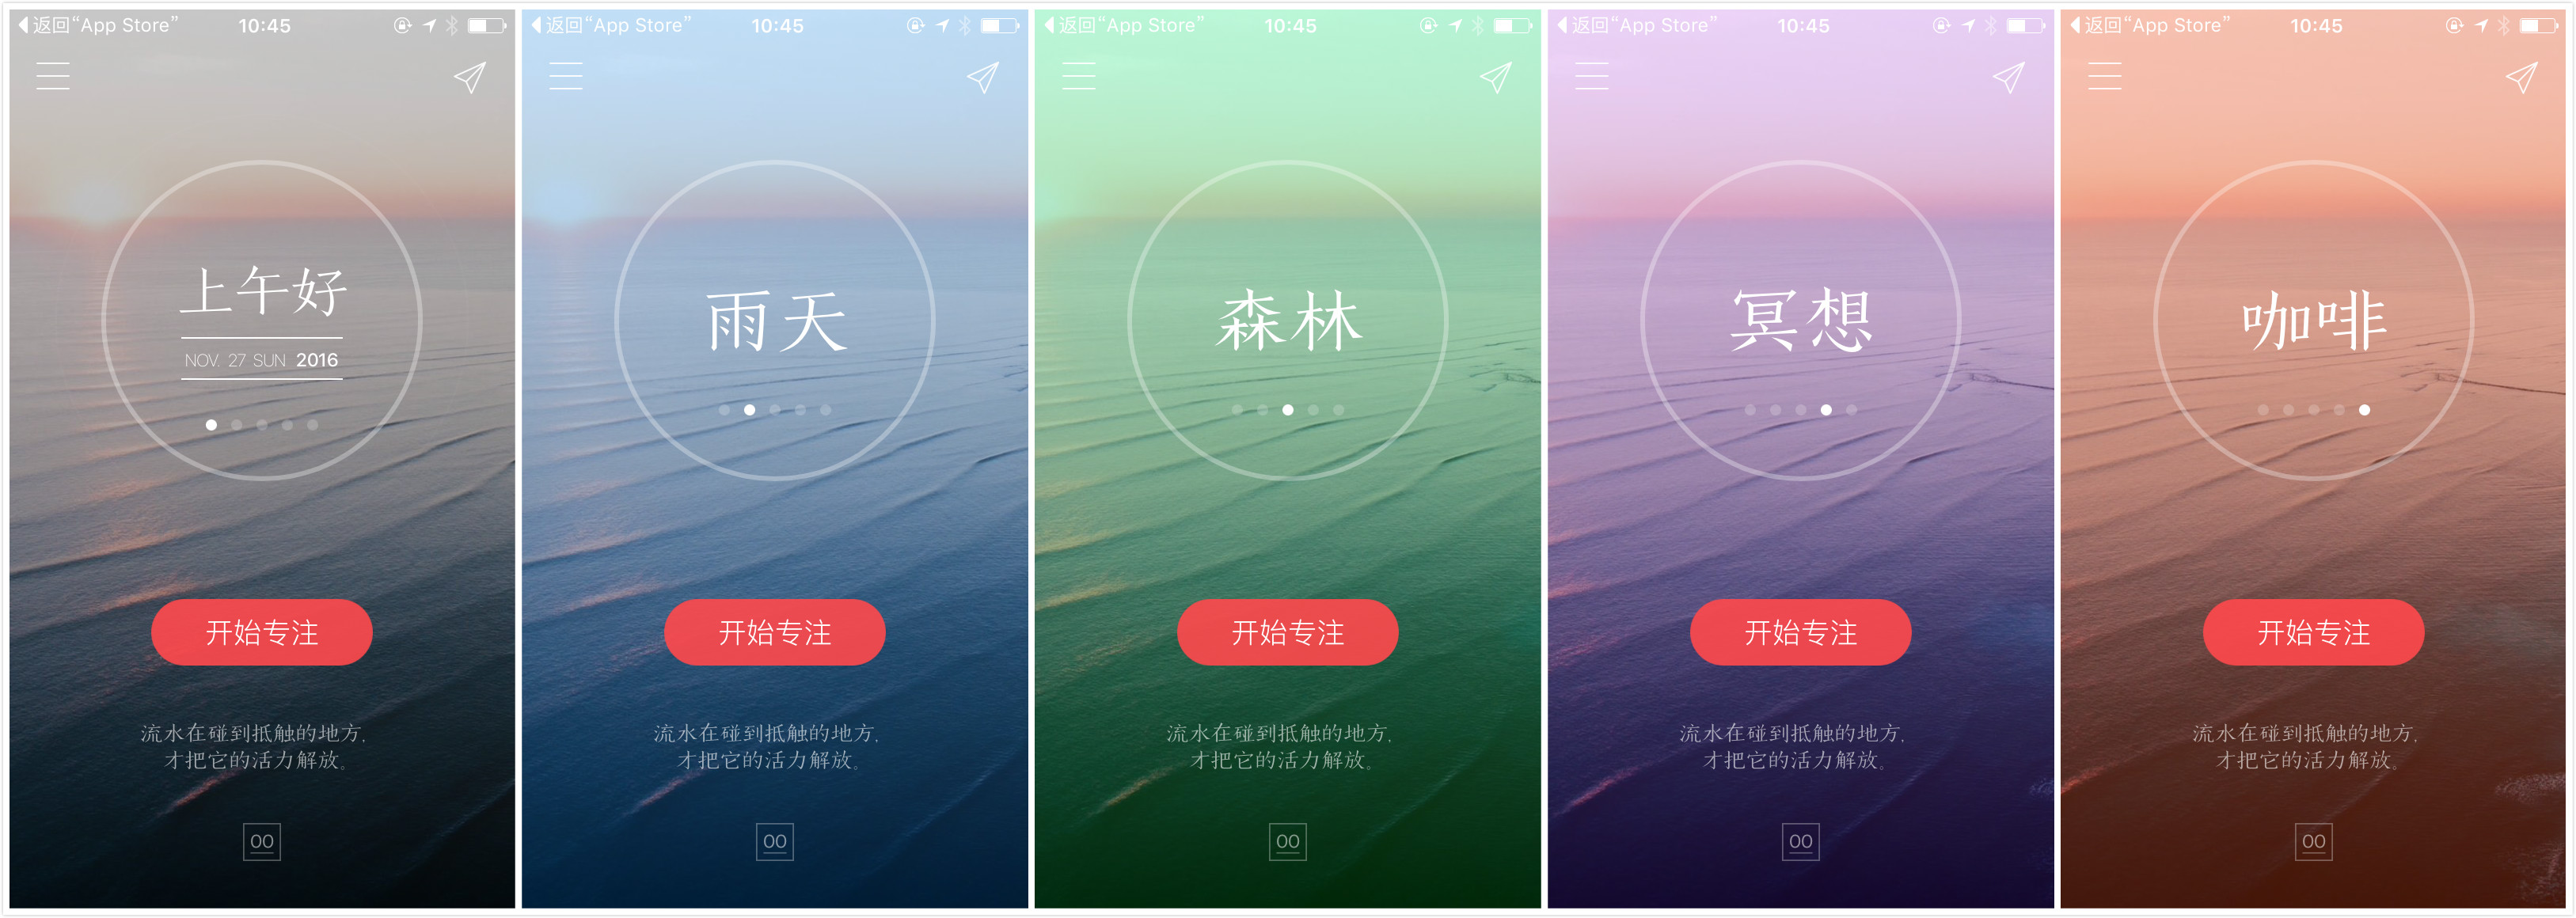 返回“App Store” 10:45
上午好
NOV. 27 SUN 2016
开始专注
流水在碰到抵触的地方,
才把它的活力解放。
00
返回“App Store” 10:45
雨天
开始专注
流水在碰到抵触的地方,
才把它的活力解放。
00
返回“App Store” 10:45
森林
开始专注
流水在碰到抵触的地方,
才把它的活力解放。
00
返回“App Store” 10:45
冥想
开始专注
流水在碰到抵触的地方,
才把它的活力解放。
00
返回“App Store” 10:45
咖啡
开始专注
流水在碰到抵触的地方,
才把它的活力解放。
00